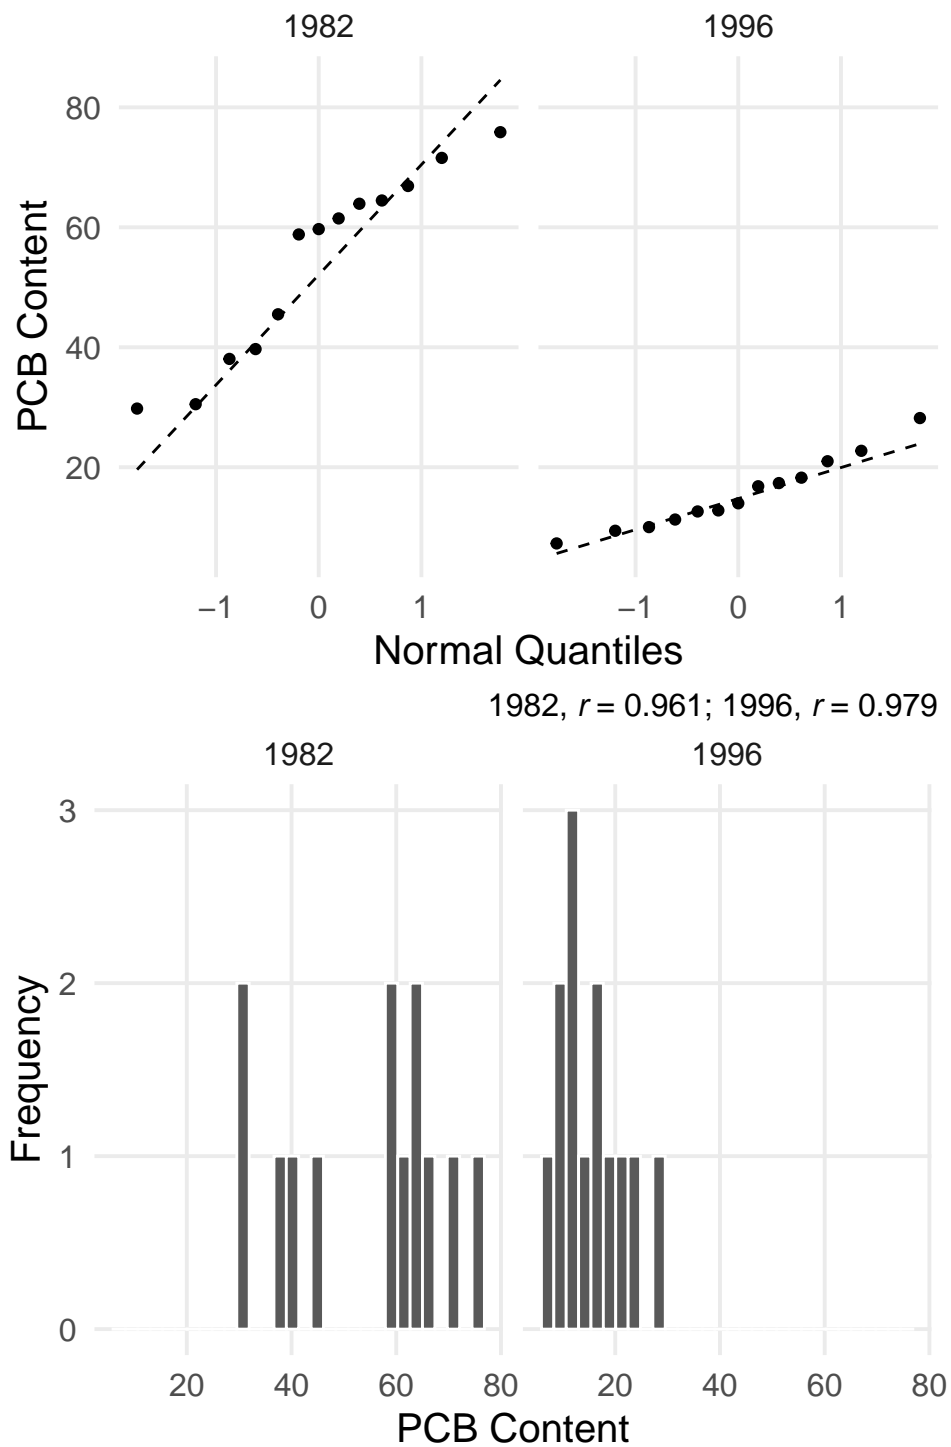 1982 1996
80
60
40
20
PCB Content
−1 0 1 −1 0 1
Normal Quantiles
1982, r = 0.961; 1996, r = 0.979
1982 1996
3
2
1
0
Frequency
20 40 60 80 20 40 60 80
PCB Content